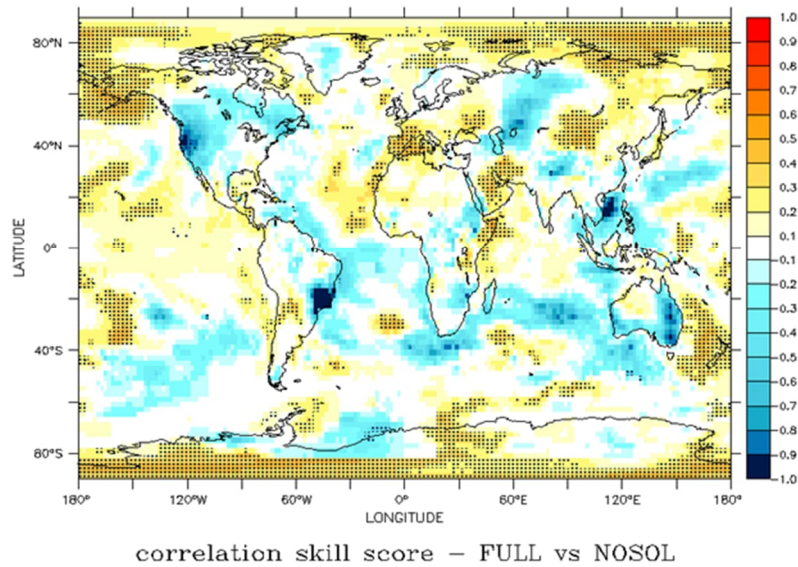 80°N
40°N
0°
40°S
80°S
LATITUDE
180°
120°W
60°W
0°
60°E
120°E
180°
LONGITUDE
1.0
0.9
0.8
0.7
0.6
0.5
0.4
0.3
0.2
0.1
-0.1
-0.2
-0.3
-0.4
-0.5
-0.6
-0.7
-0.8
-0.9
-1.0
correlation skill score – FULL vs NOSOL